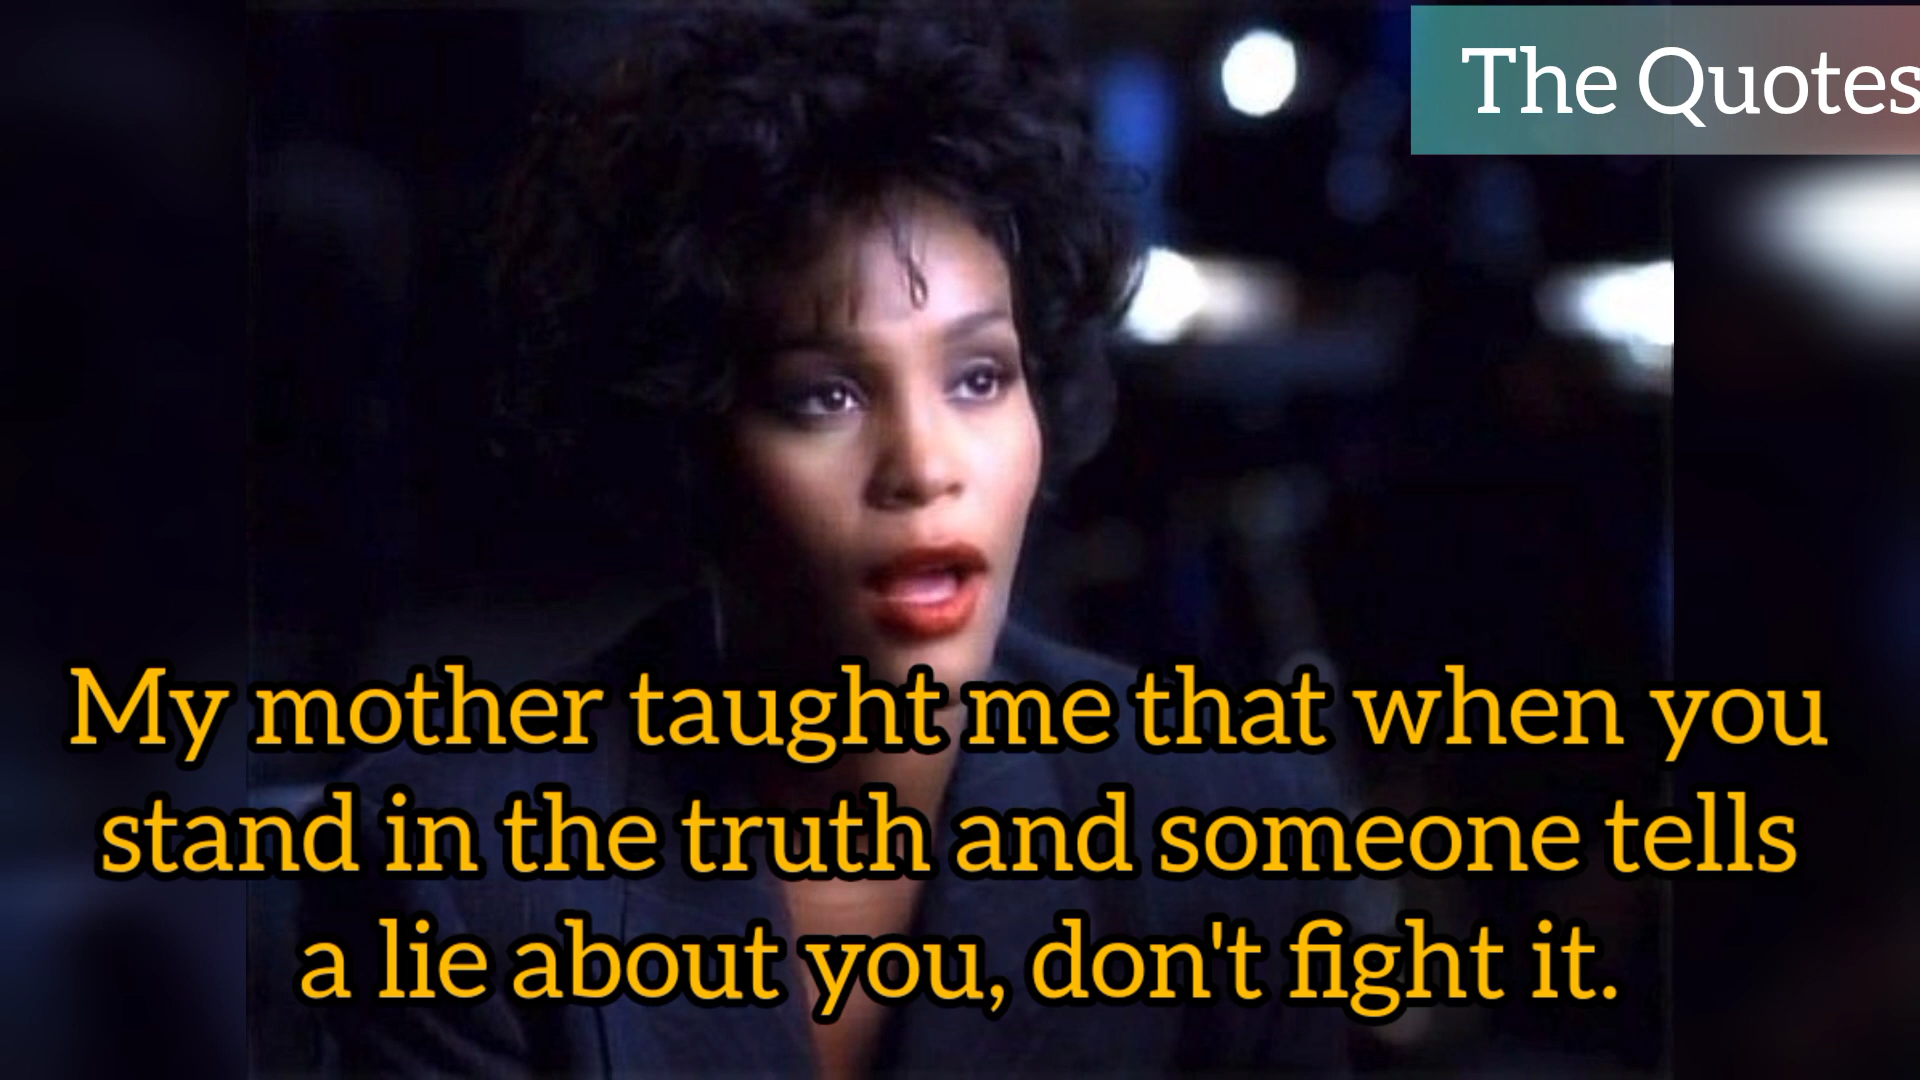 The Quotes
My mother taught me that when you
stand in the truth and someone tells
a lie about you, don't fight it.